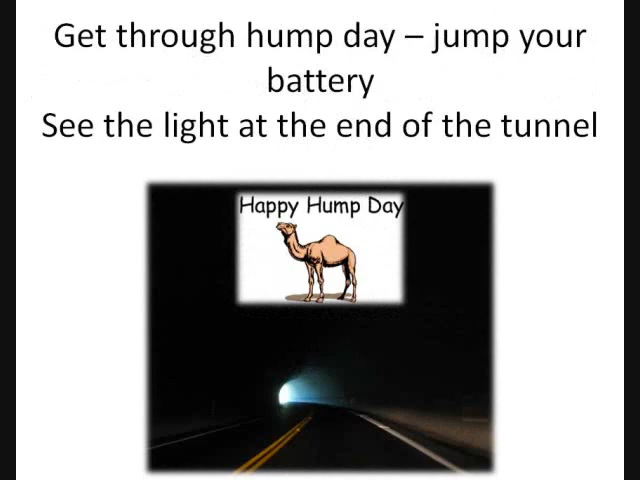 Get through hump day – jump your
battery
See the light at the end of the tunnel
Happy Hump Day